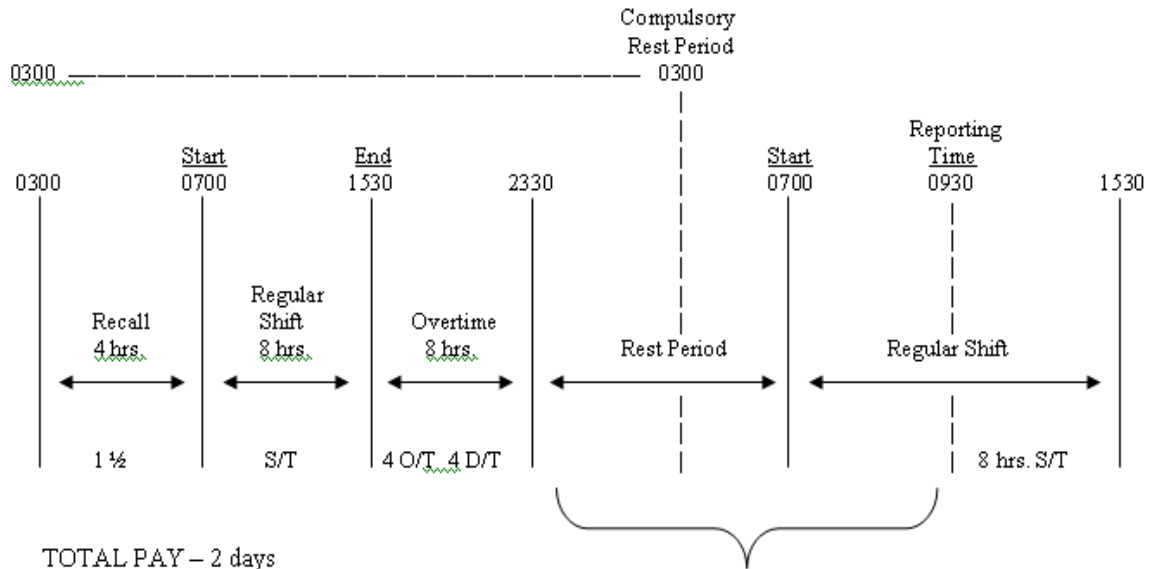 Compulsory
Rest Period
0300 0300
Reporting
Start End Start Time
0300 0700 1530 2330 0700 0930 1530
Regular
Recall Shift Overtime
4 hrs. 8 hrs. 8 hrs. Rest Period Regular Shift
1 ½ S/T 4 O/T 4 D/T 8 hrs. S/T
TOTAL PAY – 2 days